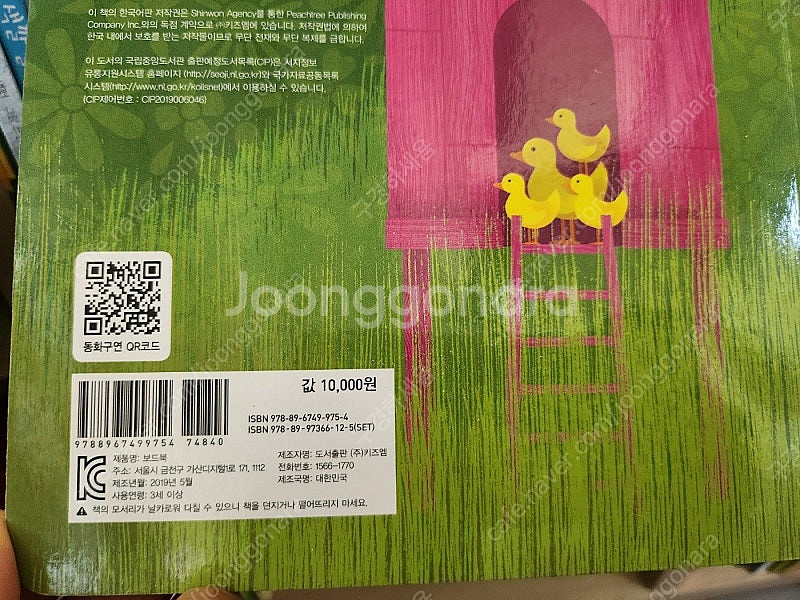 이 책의 한국어판 저작권은 Shinwon Agency를 통한 Peachtree Publishing
Company Inc.와의 독점 계약으로 ㈜키즈엠에 있습니다. 저작권법에 의하여
한국 내에서 보호를 받는 저작물이므로 무단 전재와 무단 복제를 금합니다.
이 도서의 국립중앙도서관 출판예정도서목록(CIP)은 서지정보
유통지원시스템 홈페이지 (http://seoji.nl.go.kr)와 국가자료공동목록
시스템(http://www.nl.go.kr/kolisnet)에서 이용하실 수 있습니다.
(CIP제어번호 : CIP2019006046)
Joonggonara
동화구연 QR코드
값 10,000원
ISBN 978-89-6749-975-4
ISBN 978-89-97366-12-5(SET)
9788967499754 74840
제품명: 보드북
주소: 서울시 금천구 가산디지털1로 171, 1112
제조년월: 2019년 5월
사용연령: 3세 이상
제조자명: 도서출판 (주)키즈엠
전화번호: 1566-1770
제조국명: 대한민국
책의 모서리가 날카로워 다칠 수 있으니 책을 던지거나 떨어뜨리지 마세요.
cafe.naver.com/joonggonara